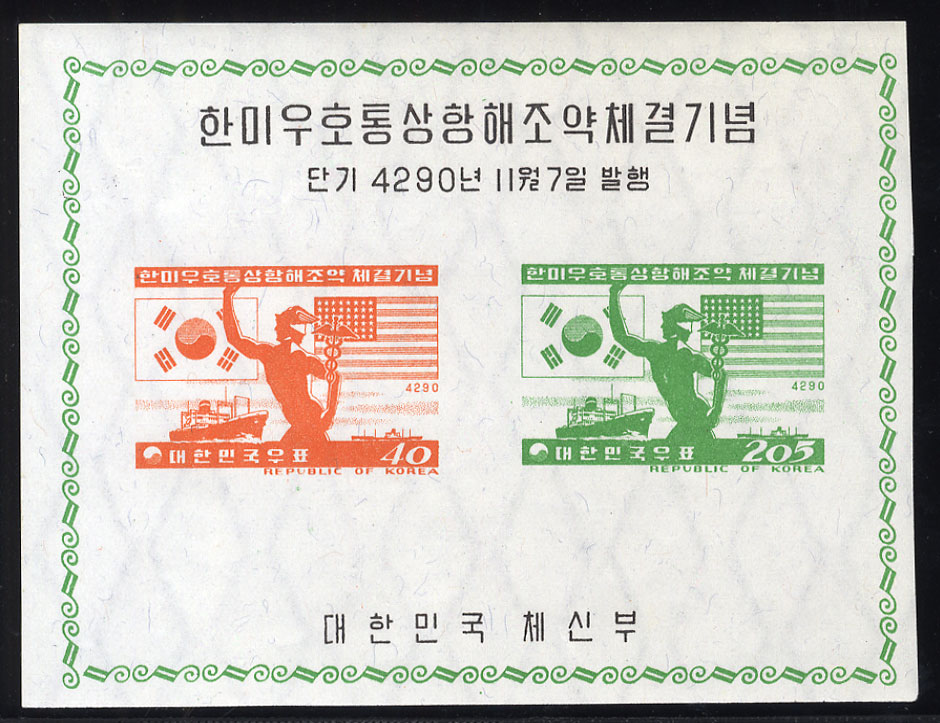 한미우호통상항해조약체결기념
단기 4290년 11월 7일 발행
한미우호통상항해조약 체결기념
4290
대한민국우표 40
REPUBLIC OF KOREA
한미우호통상항해조약 체결기념
4290
대한민국우표 205
REPUBLIC OF KOREA
대한민국 체신부